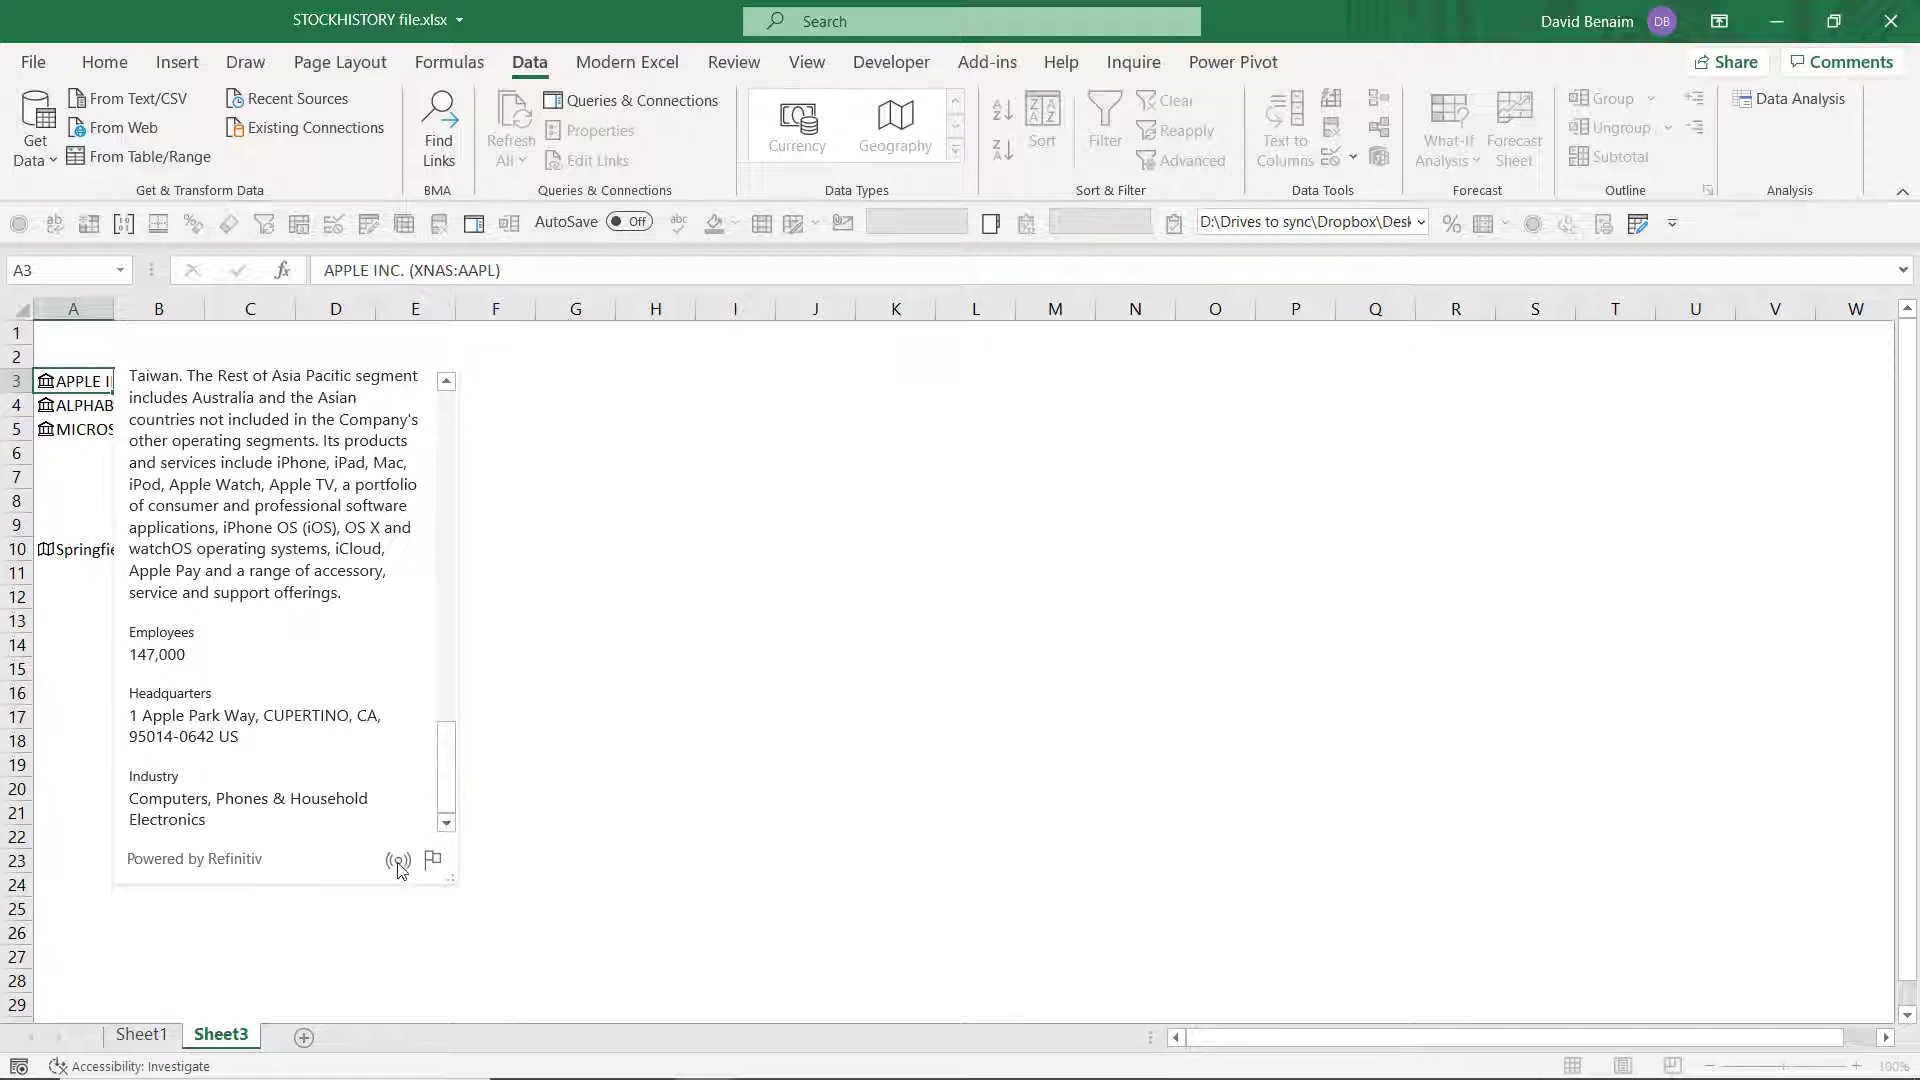 STOCKHISTORY file.xlsx
Search
David Benaim DB
File Home Insert Draw Page Layout Formulas Data Modern Excel Review View Developer Add-ins Help Inquire Power Pivot Share Comments
Get Data
From Text/CSV
From Web
From Table/Range
Recent Sources
Existing Connections
Get & Transform Data
Find Links
BMA
Refresh All
Queries & Connections
Properties
Edit Links
Queries & Connections
Currency Geography
Data Types
Sort
Filter
Clear
Reapply
Advanced
Sort & Filter
Text to Columns
Data Tools
What-If Analysis
Forecast Sheet
Forecast
Group
Ungroup
Subtotal
Outline
Data Analysis
Analysis
AutoSave Off
D:\Drives to sync\Dropbox\Desk
A3
fx
APPLE INC. (XNAS:AAPL)
A B C D E F G H I J K L M N O P Q R S T U V W
1
2
3 APPLE I
4 ALPHAB
5 MICROS
6
7
8
9
10 Springfie
11
12
13
14
15
16
17
18
19
20
21
22
23
24
25
26
27
28
29
Taiwan. The Rest of Asia Pacific segment
includes Australia and the Asian
countries not included in the Company's
other operating segments. Its products
and services include iPhone, iPad, Mac,
iPod, Apple Watch, Apple TV, a portfolio
of consumer and professional software
applications, iPhone OS (iOS), OS X and
watchOS operating systems, iCloud,
Apple Pay and a range of accessory,
service and support offerings.
Employees
147,000
Headquarters
1 Apple Park Way, CUPERTINO, CA,
95014-0642 US
Industry
Computers, Phones & Household
Electronics
Powered by Refinitiv
Sheet1 Sheet3
Accessibility: Investigate
100%